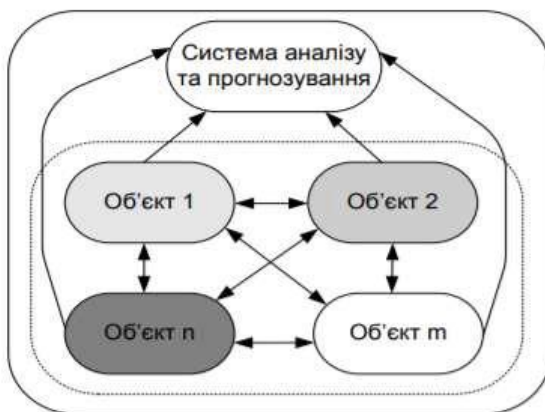 Система аналізу
та прогнозування
Об'єкт 1
Об'єкт 2
Об'єкт n
Об'єкт m